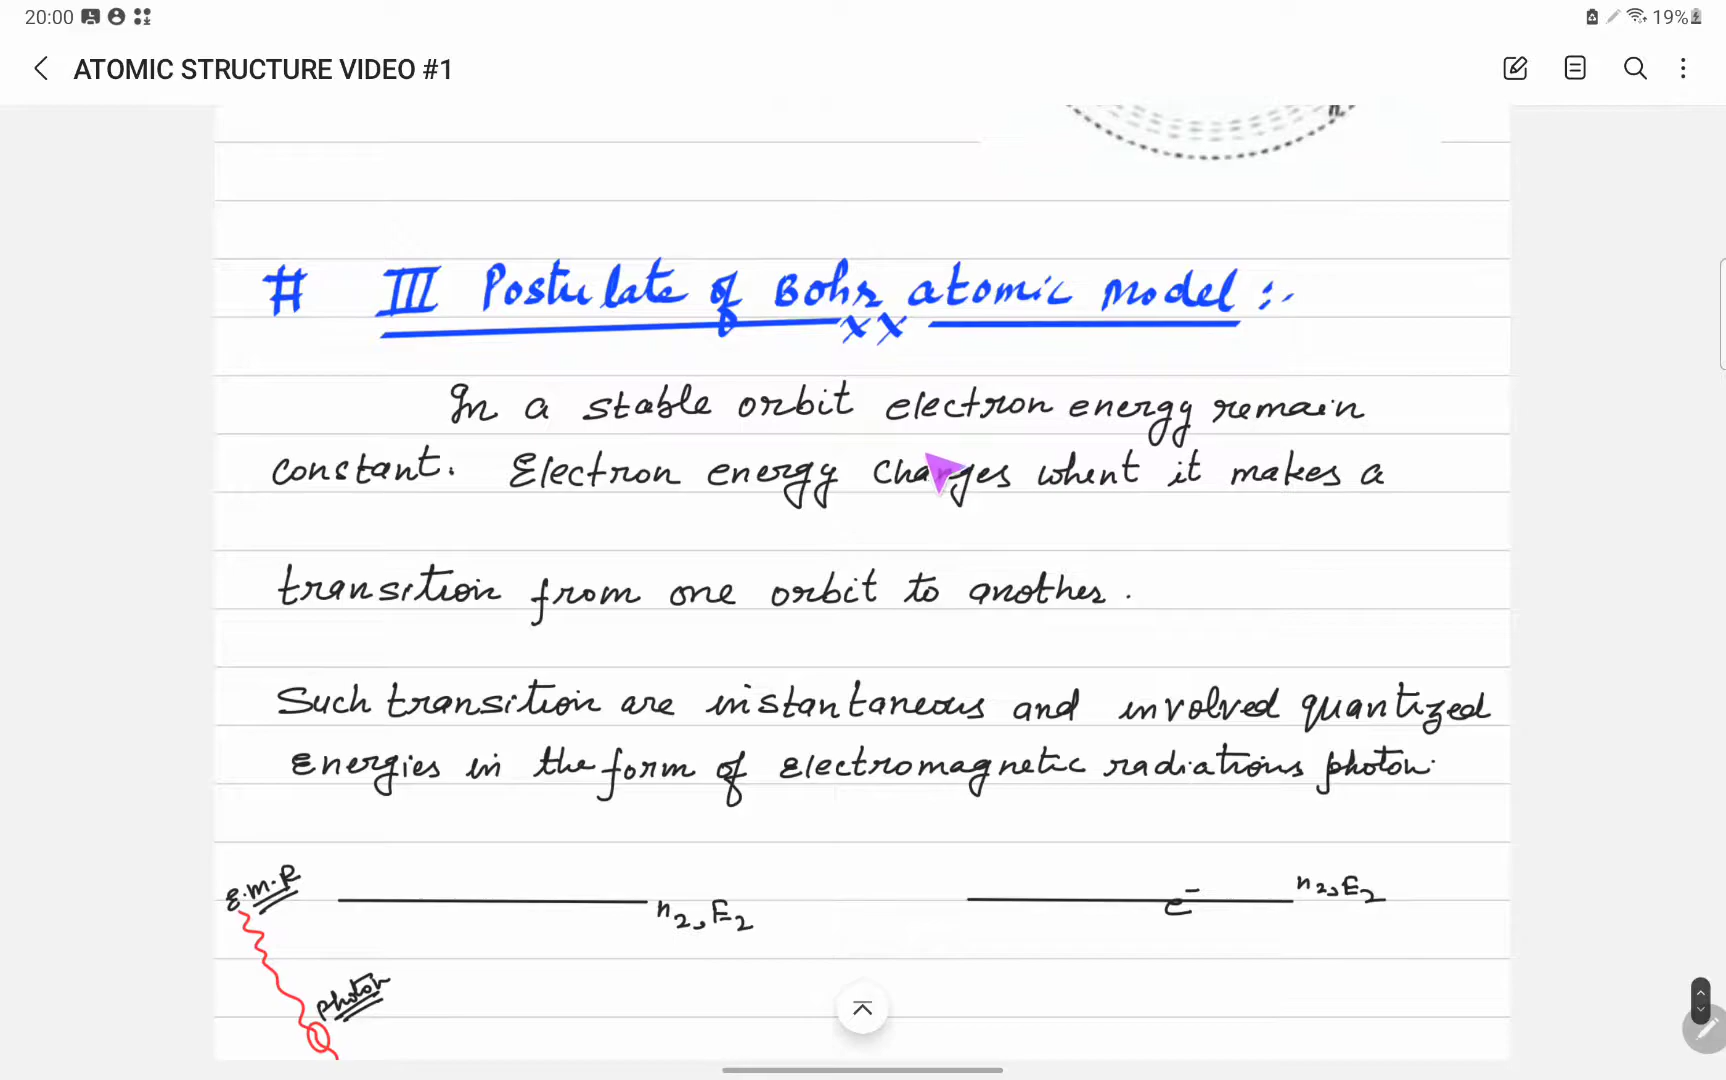 20:00
19%
ATOMIC STRUCTURE VIDEO #1
# III Postulate of Bohr atomic model :-
In a stable orbit electron energy remain
constant. Electron energy changes whent it makes a
transition from one orbit to another.
Such transition are instantaneous and involved quantized
Energies in the form of Electromagnetic radiations photon.
E.M.R
n2, E2
e-
n2, E2
photon